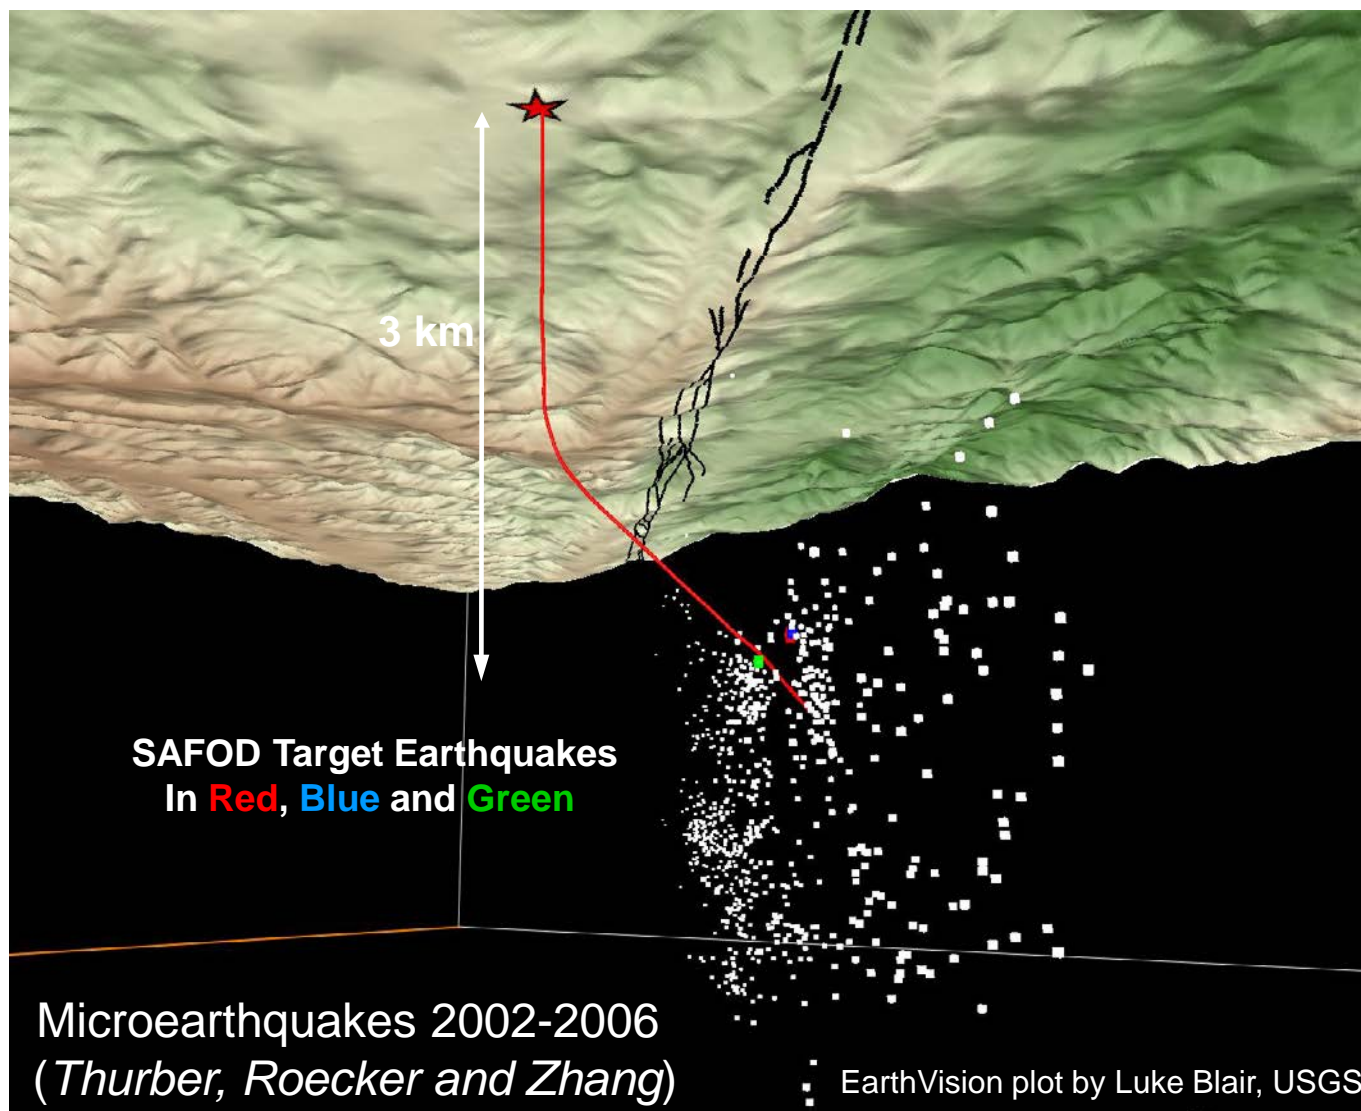 3 km
SAFOD Target Earthquakes
In Red, Blue and Green
Microearthquakes 2002-2006
(Thurber, Roecker and Zhang)
EarthVision plot by Luke Blair, USGS